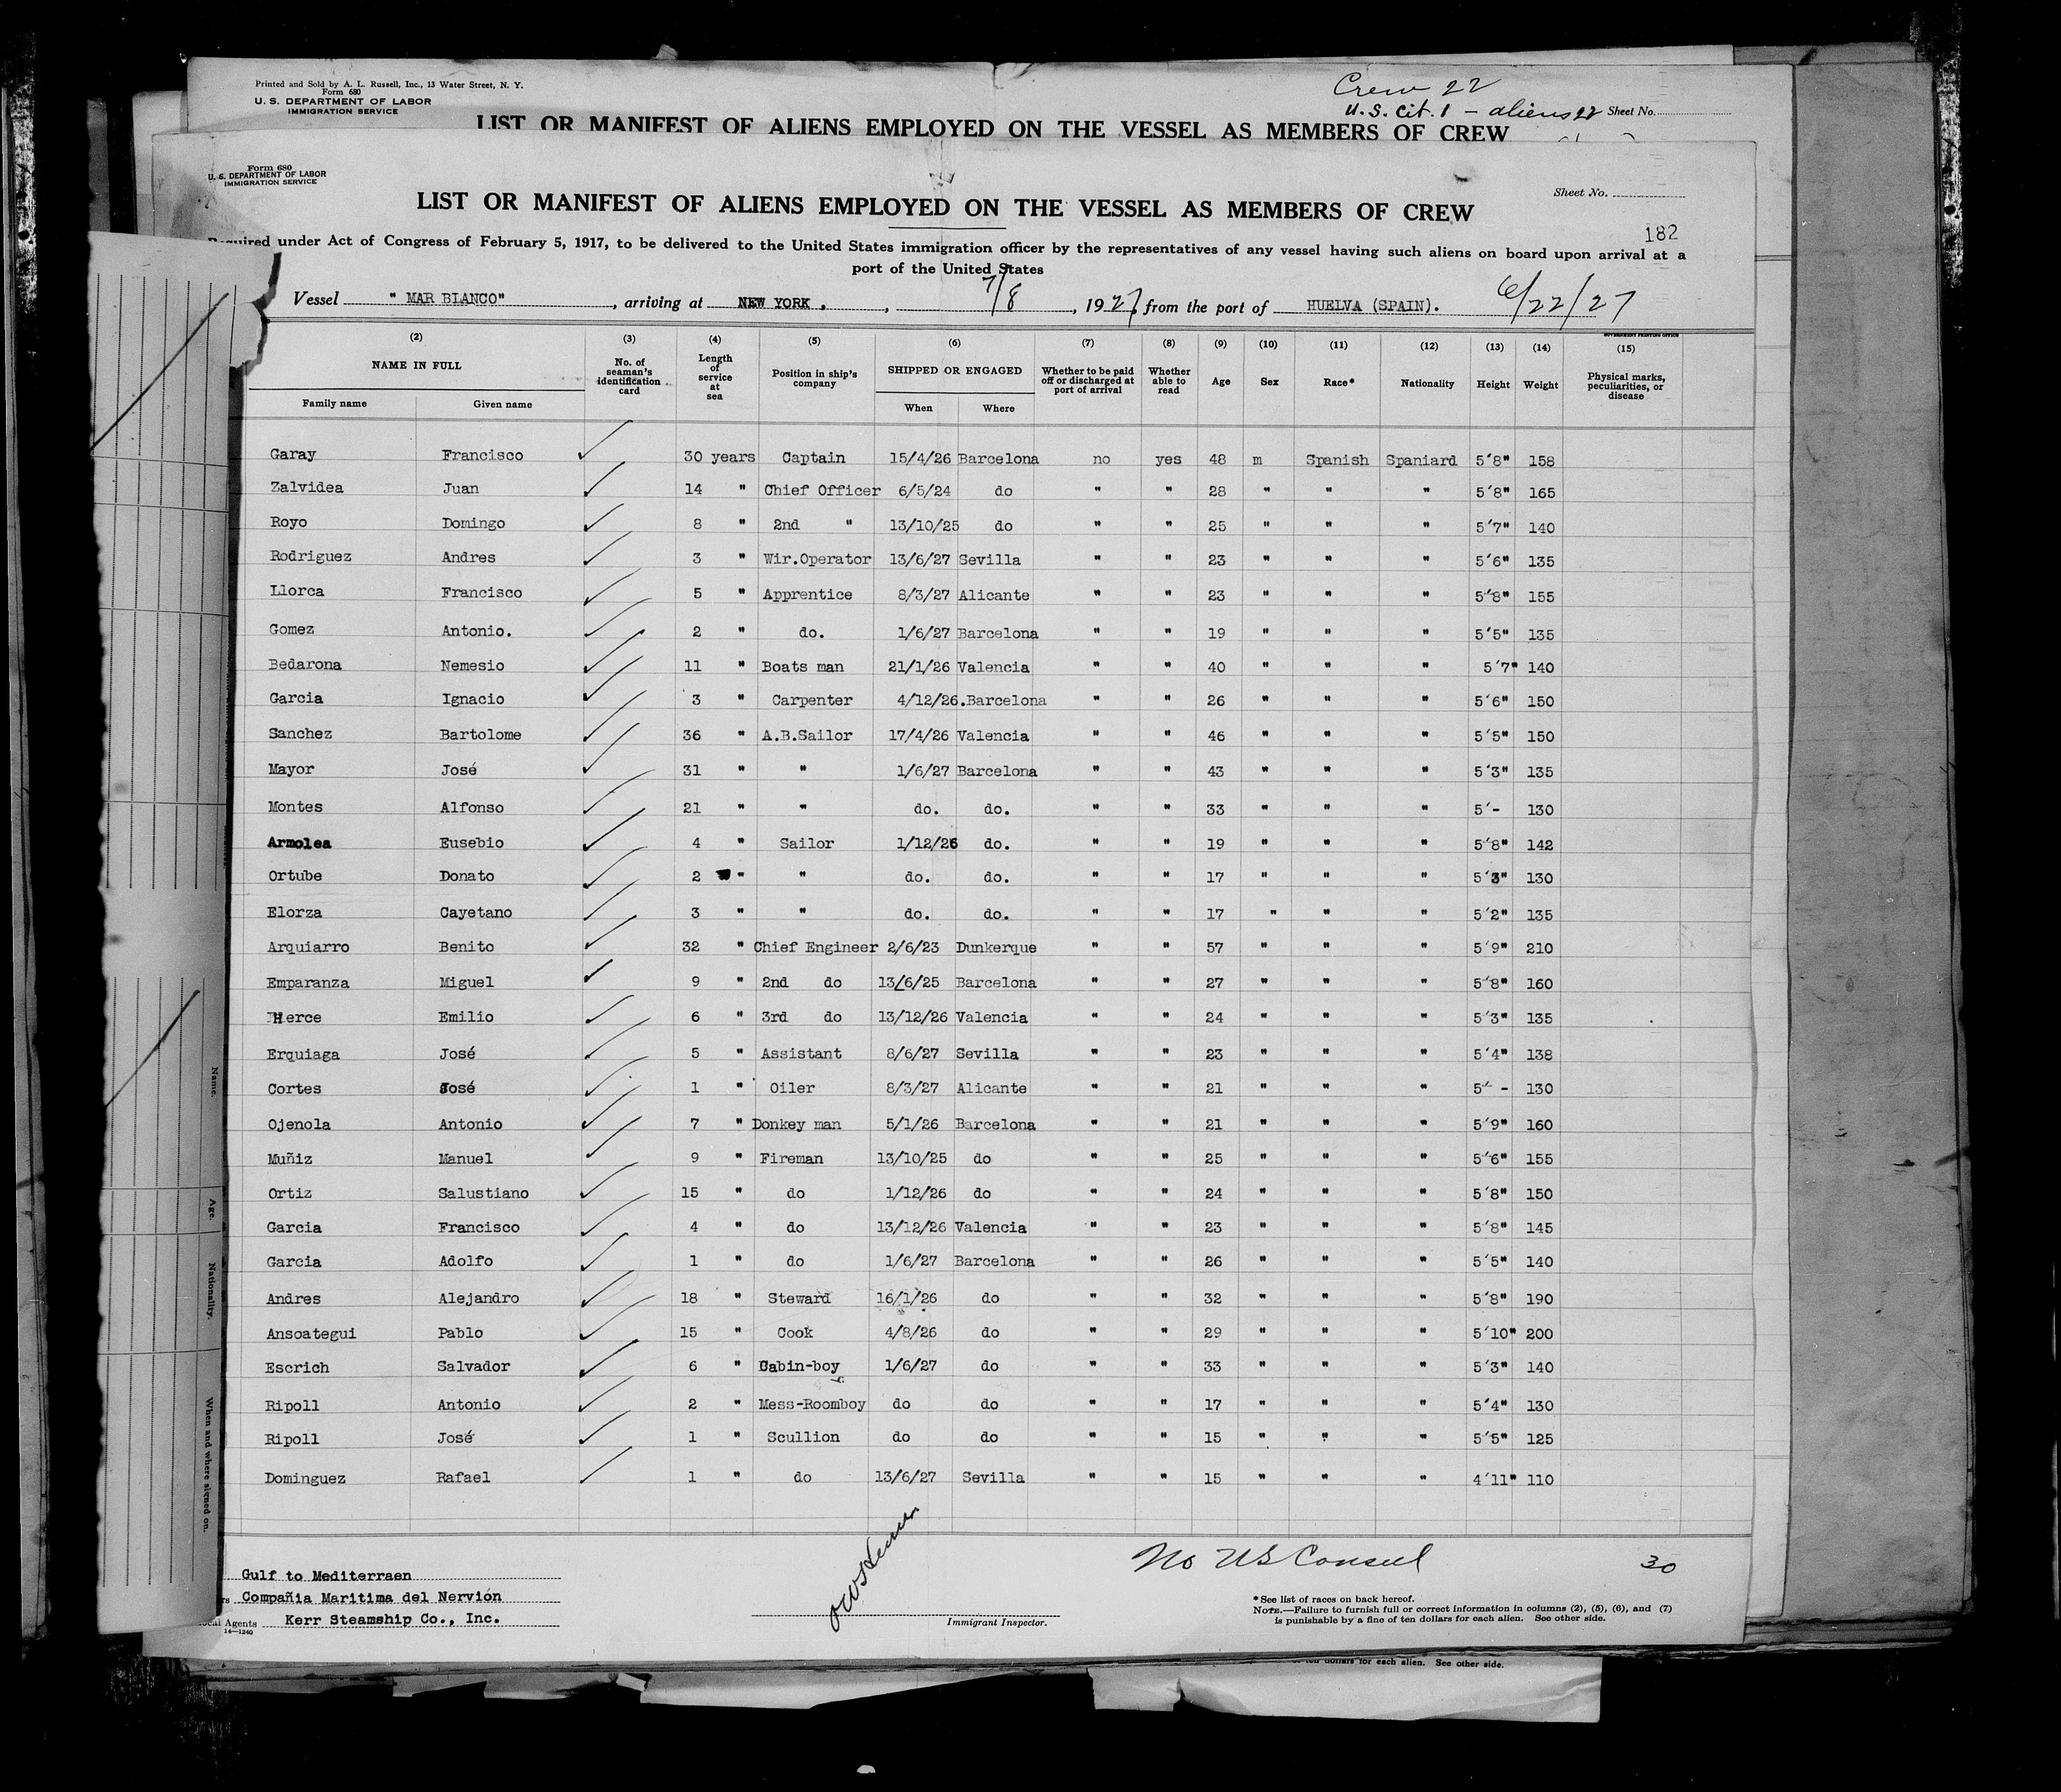 Printed and Sold by A. L. Russell, Inc., 13 Water Street, N. Y.
Form 680
U. S. DEPARTMENT OF LABOR
IMMIGRATION SERVICE
Crew 22
U.S. Cit. 1 - aliens 22 Sheet No.
LIST OR MANIFEST OF ALIENS EMPLOYED ON THE VESSEL AS MEMBERS OF CREW
Form 680
U. S. DEPARTMENT OF LABOR
IMMIGRATION SERVICE
Sheet No.
LIST OR MANIFEST OF ALIENS EMPLOYED ON THE VESSEL AS MEMBERS OF CREW
182
Required under Act of Congress of February 5, 1917, to be delivered to the United States immigration officer by the representatives of any vessel having such aliens on board upon arrival at a
port of the United States
Vessel " MAR BLANCO" , arriving at NEW YORK , , 7/8 , 1927, from the port of HUELVA (SPAIN). 6/22/27
GOVERNMENT PRINTING OFFICE
(2) (3) (4) (5) (6) (7) (8) (9) (10) (11) (12) (13) (14) (15)
NAME IN FULL No. of seaman's identification card Length of service at sea Position in ship's company SHIPPED OR ENGAGED Whether to be paid off or discharged at port of arrival Whether able to read Age Sex Race* Nationality Height Weight Physical marks, peculiarities, or disease
Family name Given name When Where
Garay Francisco 30 years Captain 15/4/26 Barcelona no yes 48 m Spanish Spaniard 5'8" 158
Zalvidea Juan 14 " Chief Officer 6/5/24 do " " 28 " " " 5'8" 165
Royo Domingo 8 " 2nd " 13/10/25 do " " 25 " " " 5'7" 140
Rodriguez Andres 3 " Wir.Operator 13/6/27 Sevilla " " 23 " " " 5'6" 135
Llorca Francisco 5 " Apprentice 8/3/27 Alicante " " 23 " " " 5'8" 155
Gomez Antonio. 2 " do. 1/6/27 Barcelona " " 19 " " " 5'5" 135
Bedarona Nemesio 11 " Boats man 21/1/26 Valencia " " 40 " " " 5'7" 140
Garcia Ignacio 3 " Carpenter 4/12/26.Barcelona " " 26 " " " 5'6" 150
Sanchez Bartolome 36 " A.B.Sailor 17/4/26 Valencia " " 46 " " " 5'5" 150
Mayor José 31 " " 1/6/27 Barcelona " " 43 " " " 5'3" 135
Montes Alfonso 21 " " do. do. " " 33 " " " 5'- 130
Armolea Eusebio 4 " Sailor 1/12/26 do. " " 19 " " " 5'8" 142
Ortube Donato 2 " " do. do. " " 17 " " " 5'3" 130
Elorza Cayetano 3 " " do. do. " " 17 " " " 5'2" 135
Arquiarro Benito 32 " Chief Engineer 2/6/23 Dunkerque " " 57 " " " 5'9" 210
Emparanza Miguel 9 " 2nd do 13/6/25 Barcelona " " 27 " " " 5'8" 160
Herce Emilio 6 " 3rd do 13/12/26 Valencia " " 24 " " " 5'3" 135
Erquiaga José 5 " Assistant 8/6/27 Sevilla " " 23 " " " 5'4" 138
Cortes José 1 " Oiler 8/3/27 Alicante " " 21 " " " 5' - 130
Ojenola Antonio 7 " Donkey man 5/1/26 Barcelona " " 21 " " " 5'9" 160
Muñiz Manuel 9 " Fireman 13/10/25 do " " 25 " " " 5'6" 155
Ortiz Salustiano 15 " do 1/12/26 do " " 24 " " " 5'8" 150
Garcia Francisco 4 " do 13/12/26 Valencia " " 23 " " " 5'8" 145
Garcia Adolfo 1 " do 1/6/27 Barcelona " " 26 " " " 5'5" 140
Andres Alejandro 18 " Steward 16/1/26 do " " 32 " " " 5'8" 190
Ansoategui Pablo 15 " Cook 4/8/26 do " " 29 " " " 5'10" 200
Escrich Salvador 6 " Cabin-boy 1/6/27 do " " 33 " " " 5'3" 140
Ripoll Antonio 2 " Mess-Roomboy do do " " 17 " " " 5'4" 130
Ripoll José 1 " Scullion do do " " 15 " " " 5'5" 125
Dominguez Rafael 1 " do 13/6/27 Sevilla " " 15 " " " 4'11" 110
Name.
Age.
Nationality.
When and where signed on.
No US Consul 30
Gulf to Mediterraen
Compañia Maritima del Nervión
Agents Kerr Steamship Co., Inc.
14—1240
Immigrant Inspector.
*See list of races on back hereof.
NOTE.—Failure to furnish full or correct information in columns (2), (5), (6), and (7)
is punishable by a fine of ten dollars for each alien. See other side.
ten dollars for each alien. See other side.